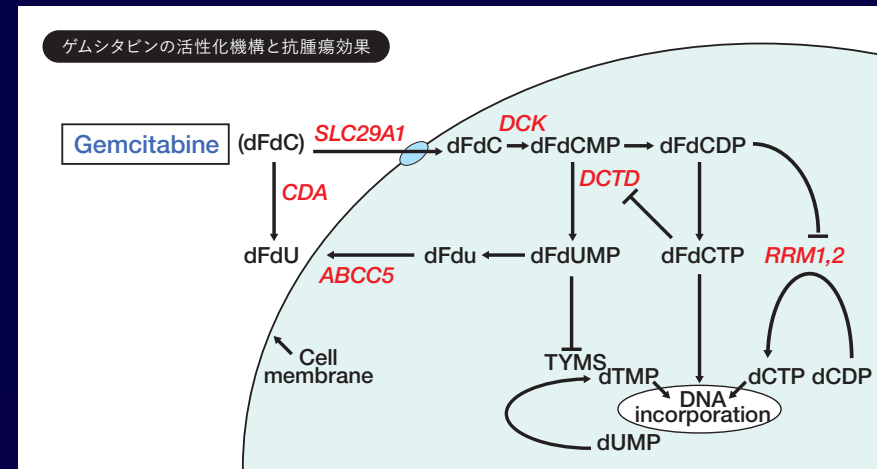 ゲムシタビンの活性化機構と抗腫瘍効果
Gemcitabine (dFdC) SLC29A1 dFdC DCK dFdCMP dFdCDP
CDA DCTD
dFdU ABCC5 dFdu dFdUMP dFdCTP RRM1,2
Cell
membrane
TYMS
dTMP dCTP dCDP
DNA
incorporation
dUMP